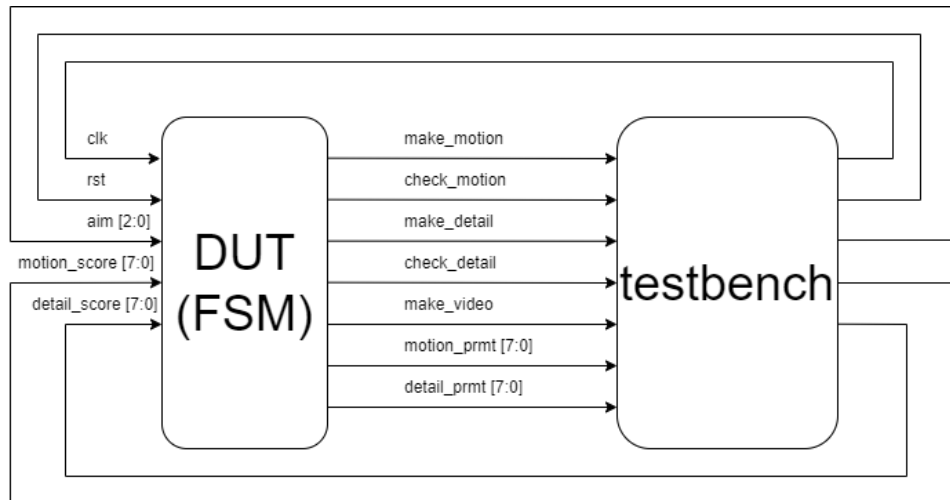 clk
rst
aim [2:0]
motion_score [7:0]
detail_score [7:0]
DUT
(FSM)
make_motion
check_motion
make_detail
check_detail
make_video
motion_prmt [7:0]
detail_prmt [7:0]
testbench